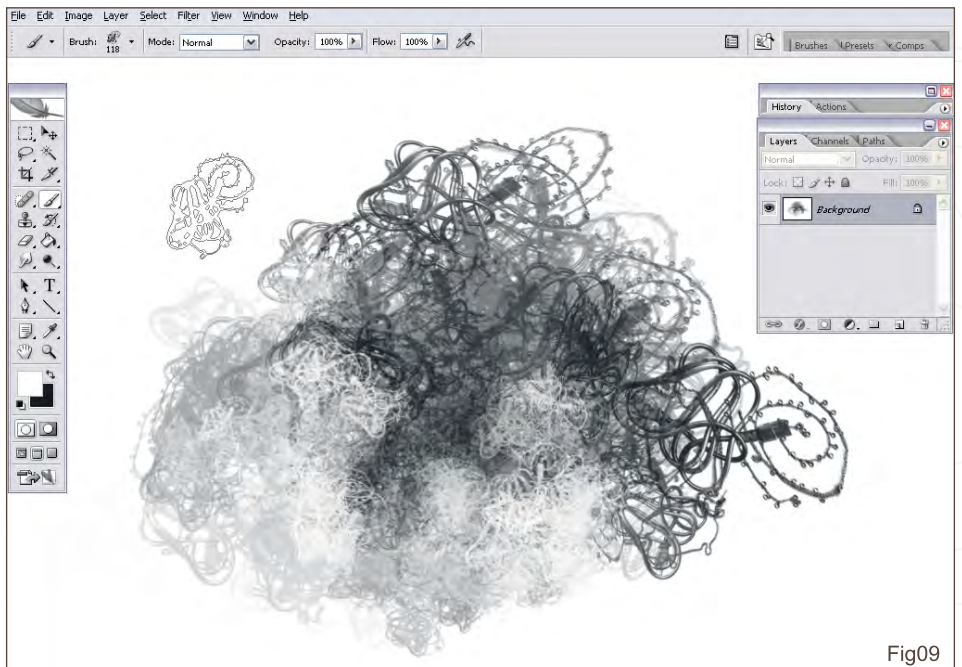 File Edit Image Layer Select Filter View Window Help
Brush: 118 Mode: Normal Opacity: 100% Flow: 100% Brushes Presets Comps
History Actions
Layers Channels Paths
Normal Opacity: 100%
Lock: Fill: 100%
Background
T
Fig09